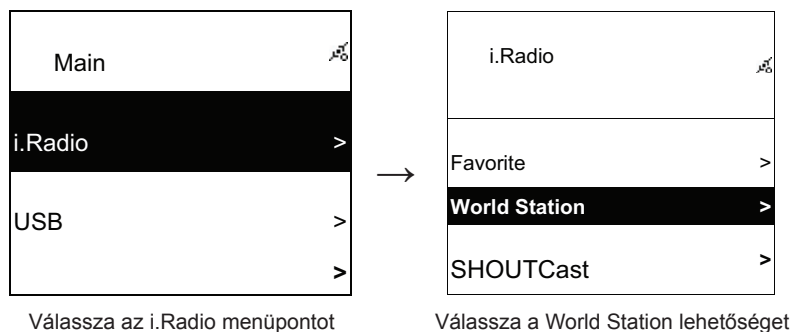 Main
i.Radio >
USB >
>
→
i.Radio
Favorite >
World Station >
SHOUTCast >
Válassza az i.Radio menüpontot
Válassza a World Station lehetőséget